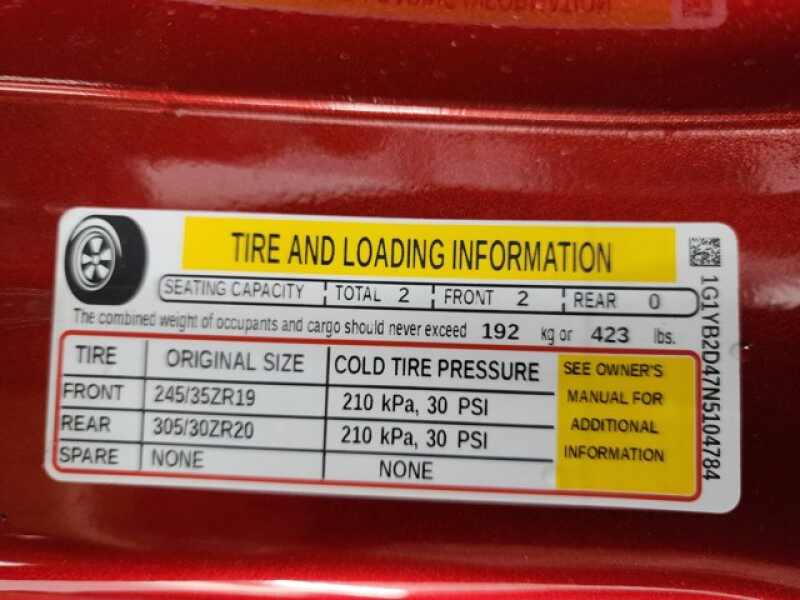 TIRE AND LOADING INFORMATION
SEATING CAPACITY TOTAL 2 FRONT 2 REAR 0
The combined weight of occupants and cargo should never exceed 192 kg or 423 lbs.
TIRE ORIGINAL SIZE COLD TIRE PRESSURE
FRONT 245/35ZR19 210 kPa, 30 PSI
REAR 305/30ZR20 210 kPa, 30 PSI
SPARE NONE NONE
SEE OWNER'S
MANUAL FOR
ADDITIONAL
INFORMATION
1G1YB2D47N5104784